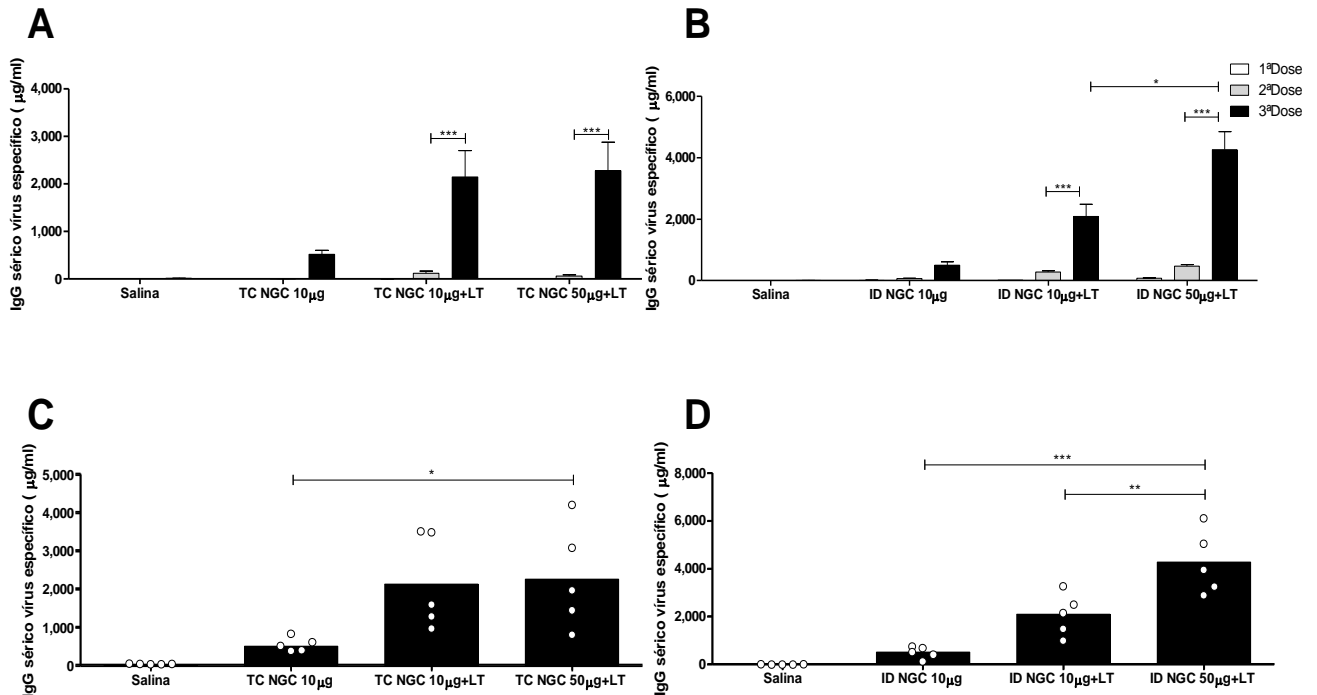 A
IgG sérico vírus específico ( μg/ml)
4,000
3,000
2,000
1,000
0
***
***
Salina
TC NGC 10μg
TC NGC 10μg+LT
TC NGC 50μg+LT
B
IgG sérico vírus específico ( μg/ml)
6,000
4,000
2,000
0
*
***
***
1ªDose
2ªDose
3ªDose
Salina
ID NGC 10μg
ID NGC 10μg+LT
ID NGC 50μg+LT
C
IgG sérico vírus específico ( μg/ml)
5,000
4,000
3,000
2,000
1,000
0
*
Salina
TC NGC 10μg
TC NGC 10μg+LT
TC NGC 50μg+LT
D
IgG sérico vírus específico ( μg/ml)
8,000
6,000
4,000
2,000
0
***
**
Salina
ID NGC 10μg
ID NGC 10μg+LT
ID NGC 50μg+LT